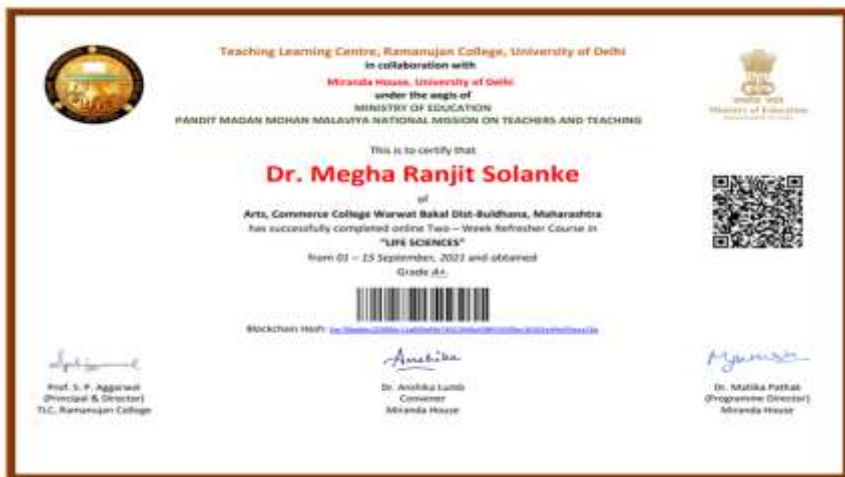 Teaching Learning Centre, Ramanujan College, University of Delhi
in collaboration with
Miranda House, University of Delhi
under the aegis of
MINISTRY OF EDUCATION
PANDIT MADAN MOHAN MALAVIYA NATIONAL MISSION ON TEACHERS AND TEACHING
Ministry of Education
This is to certify that
Dr. Megha Ranjit Solanke
of
Arts, Commerce College Warwat Bakal Dist-Buldhana, Maharashtra
has successfully completed online Two – Week Refresher Course in
"LIFE SCIENCES"
from 01 – 15 September, 2021 and obtained
Grade A+.
Blockchain Hash:
Anshika
Prof. S. P. Aggarwal
(Principal & Director)
TLC, Ramanujan College
Dr. Anshika Lumb
Convener
Miranda House
Dr. Mallika Pathak
(Programme Director)
Miranda House